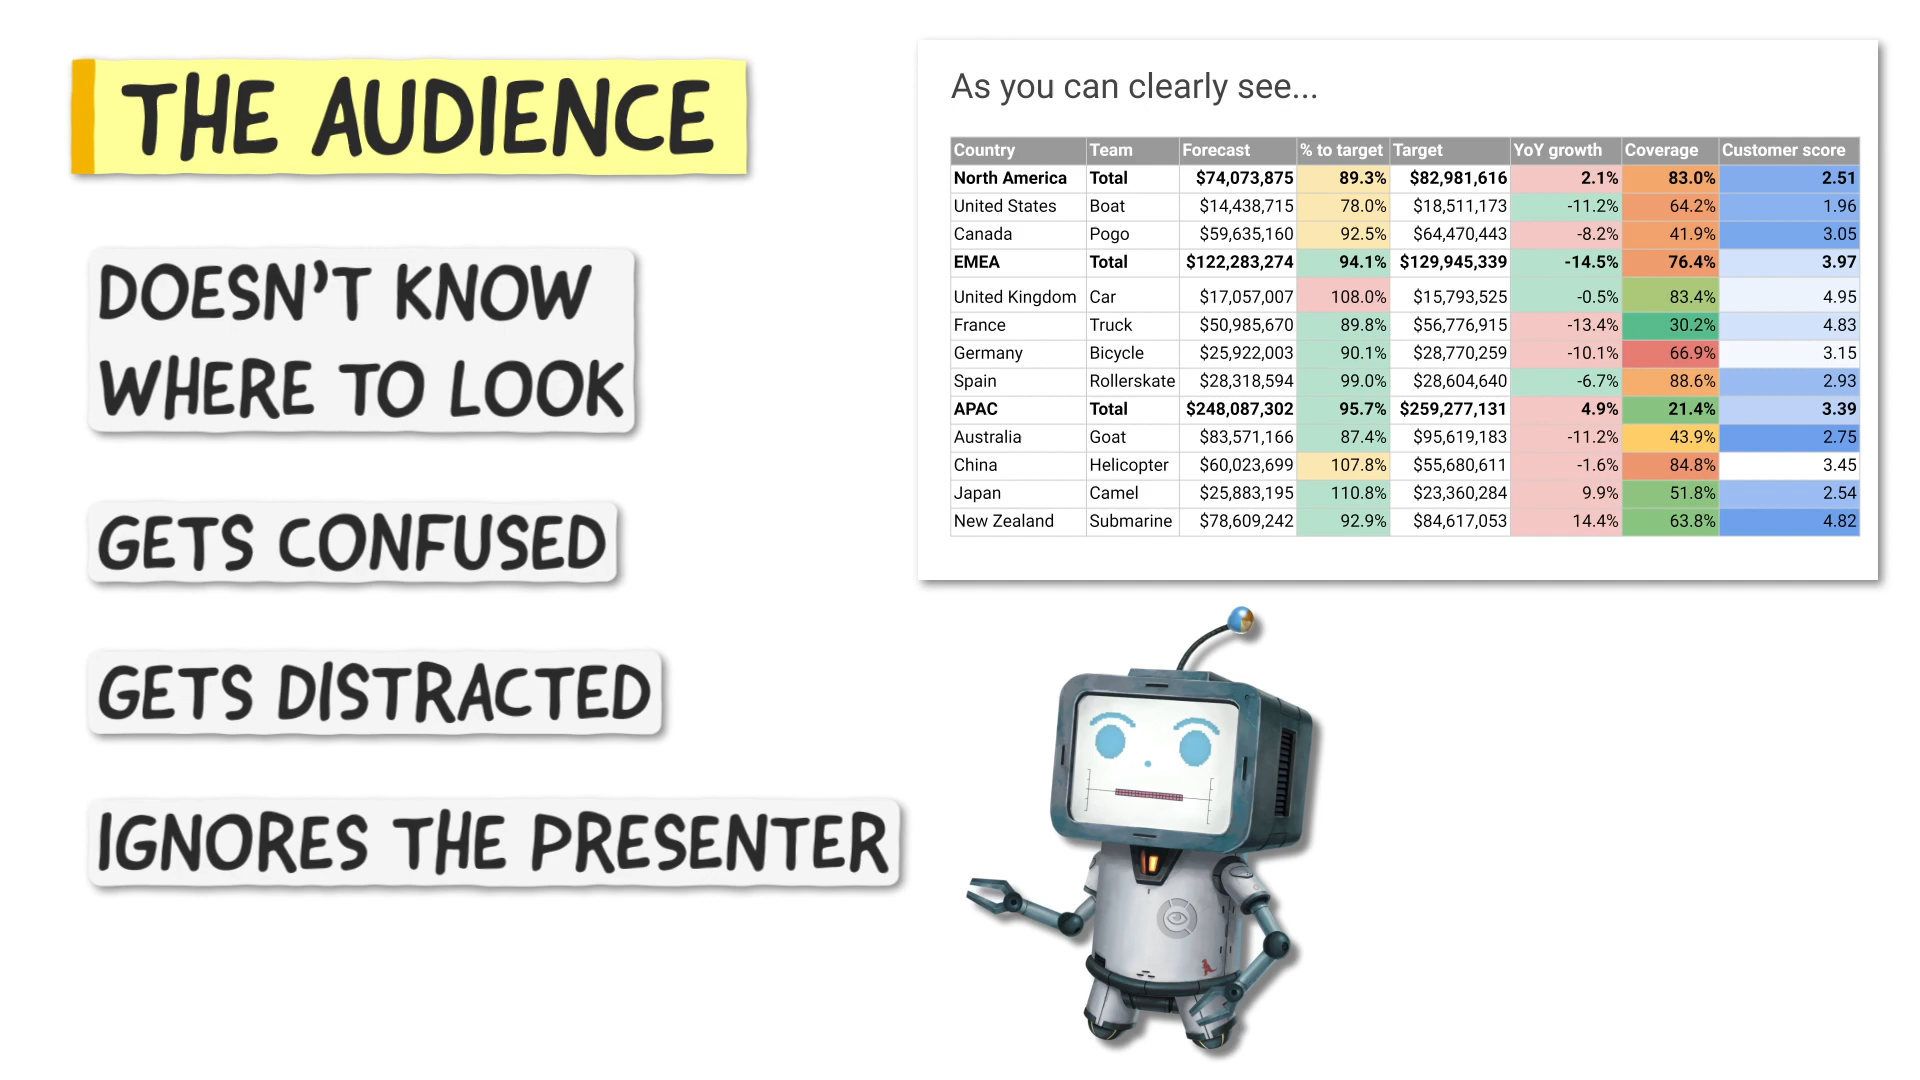 THE AUDIENCE
DOESN'T KNOW
WHERE TO LOOK
GETS CONFUSED
GETS DISTRACTED
IGNORES THE PRESENTER
As you can clearly see...
Country Team Forecast % to target Target YoY growth Coverage Customer score
North America Total $74,073,875 89.3% $82,981,616 2.1% 83.0% 2.51
United States Boat $14,438,715 78.0% $18,511,173 -11.2% 64.2% 1.96
Canada Pogo $59,635,160 92.5% $64,470,443 -8.2% 41.9% 3.05
EMEA Total $122,283,274 94.1% $129,945,339 -14.5% 76.4% 3.97
United Kingdom Car $17,057,007 108.0% $15,793,525 -0.5% 83.4% 4.95
France Truck $50,985,670 89.8% $56,776,915 -13.4% 30.2% 4.83
Germany Bicycle $25,922,003 90.1% $28,770,259 -10.1% 66.9% 3.15
Spain Rollerskate $28,318,594 99.0% $28,604,640 -6.7% 88.6% 2.93
APAC Total $248,087,302 95.7% $259,277,131 4.9% 21.4% 3.39
Australia Goat $83,571,166 87.4% $95,619,183 -11.2% 43.9% 2.75
China Helicopter $60,023,699 107.8% $55,680,611 -1.6% 84.8% 3.45
Japan Camel $25,883,195 110.8% $23,360,284 9.9% 51.8% 2.54
New Zealand Submarine $78,609,242 92.9% $84,617,053 14.4% 63.8% 4.82